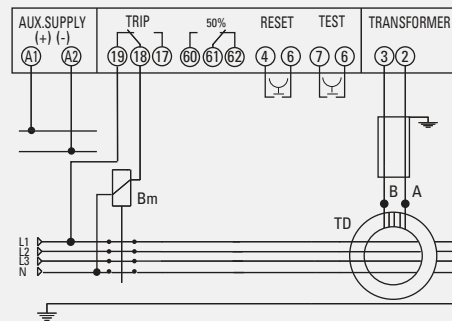 AUX.SUPPLY TRIP 50% RESET TEST TRANSFORMER
(+) (-)
A1 A2 19 18 17 60 61 62 4 6 7 6 3 2
Bm
B A
TD
L1
L2
L3
N